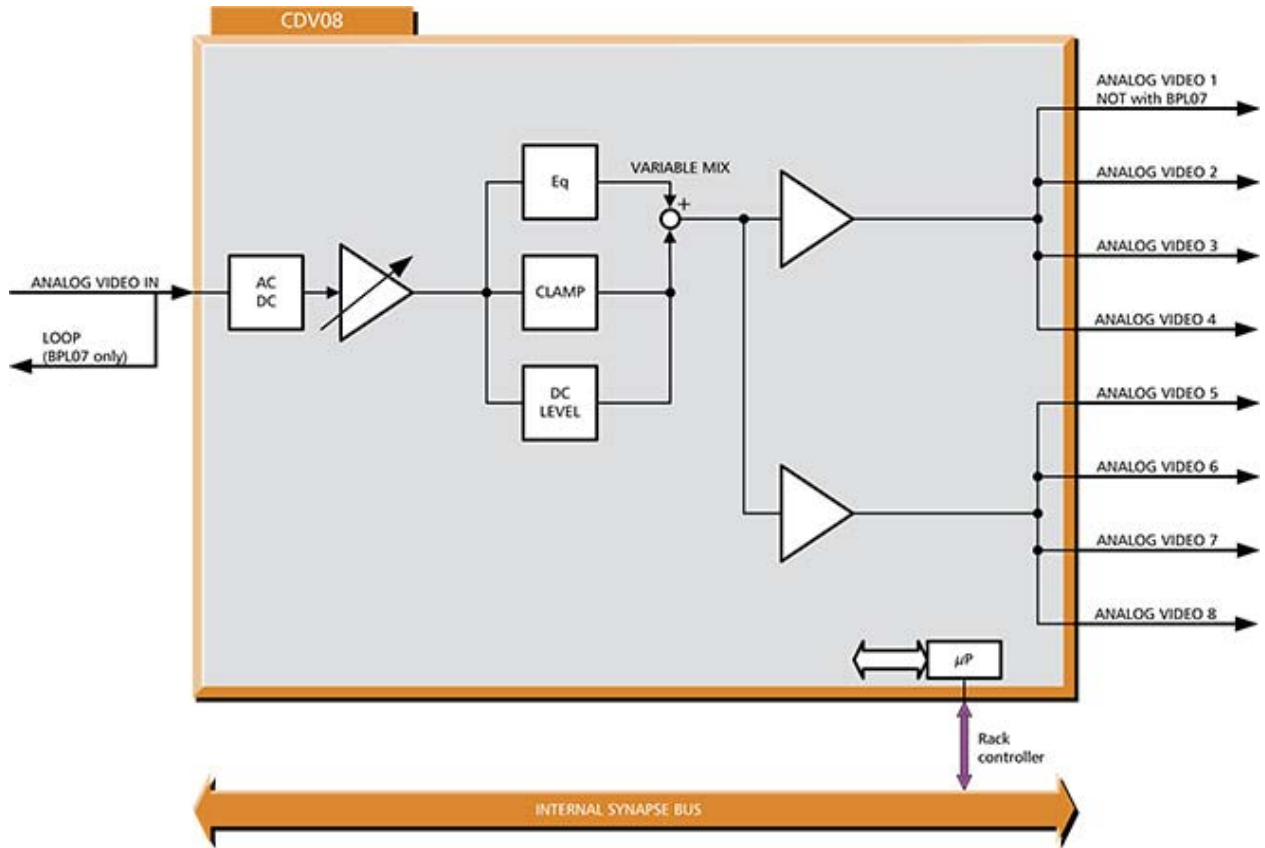 CDV08
ANALOG VIDEO 1
NOT with BPL07
ANALOG VIDEO 2
ANALOG VIDEO 3
ANALOG VIDEO 4
ANALOG VIDEO 5
ANALOG VIDEO 6
ANALOG VIDEO 7
ANALOG VIDEO 8
ANALOG VIDEO IN
LOOP
(BPL07 only)
AC
DC
Eq
VARIABLE MIX
+
CLAMP
DC
LEVEL
µP
Rack
controller
INTERNAL SYNAPSE BUS